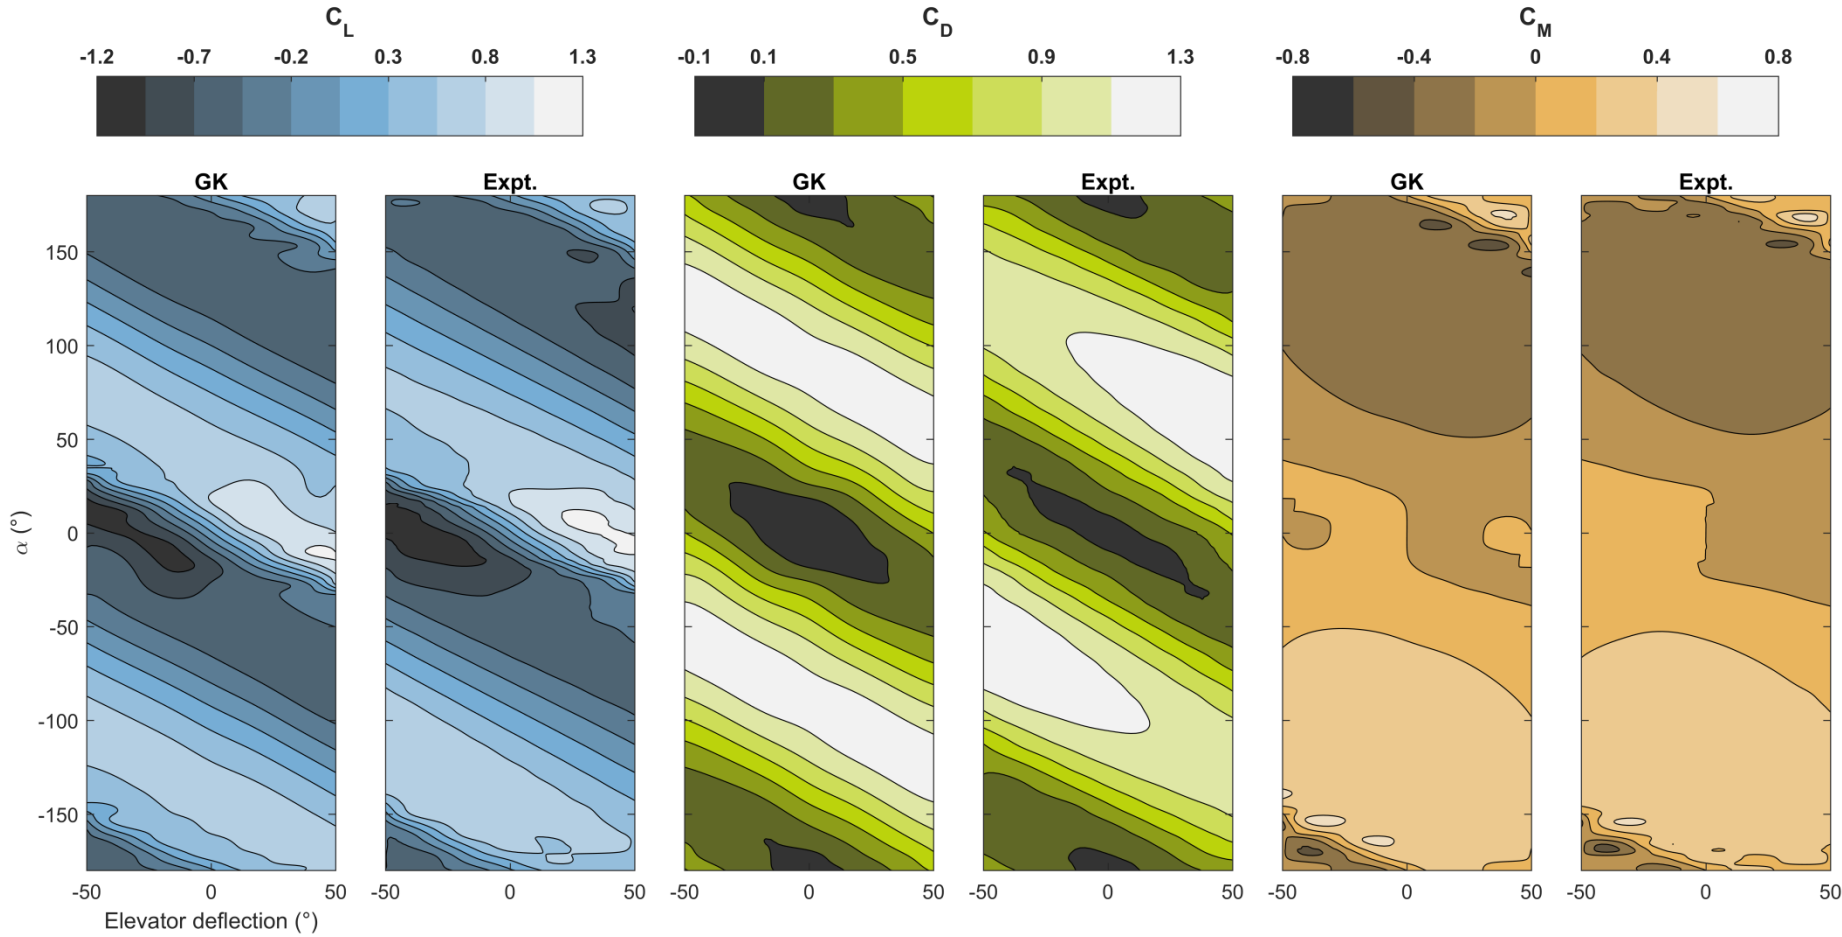 C_L C_D C_M
-1.2 -0.7 -0.2 0.3 0.8 1.3 -0.1 0.1 0.5 0.9 1.3 -0.8 -0.4 0 0.4 0.8
GK Expt. GK Expt. GK Expt.
150
100
50
α (°) 0
-50
-100
-150
-50 0 50 -50 0 50 -50 0 50 -50 0 50 -50 0 50 -50 0 50
Elevator deflection (°)